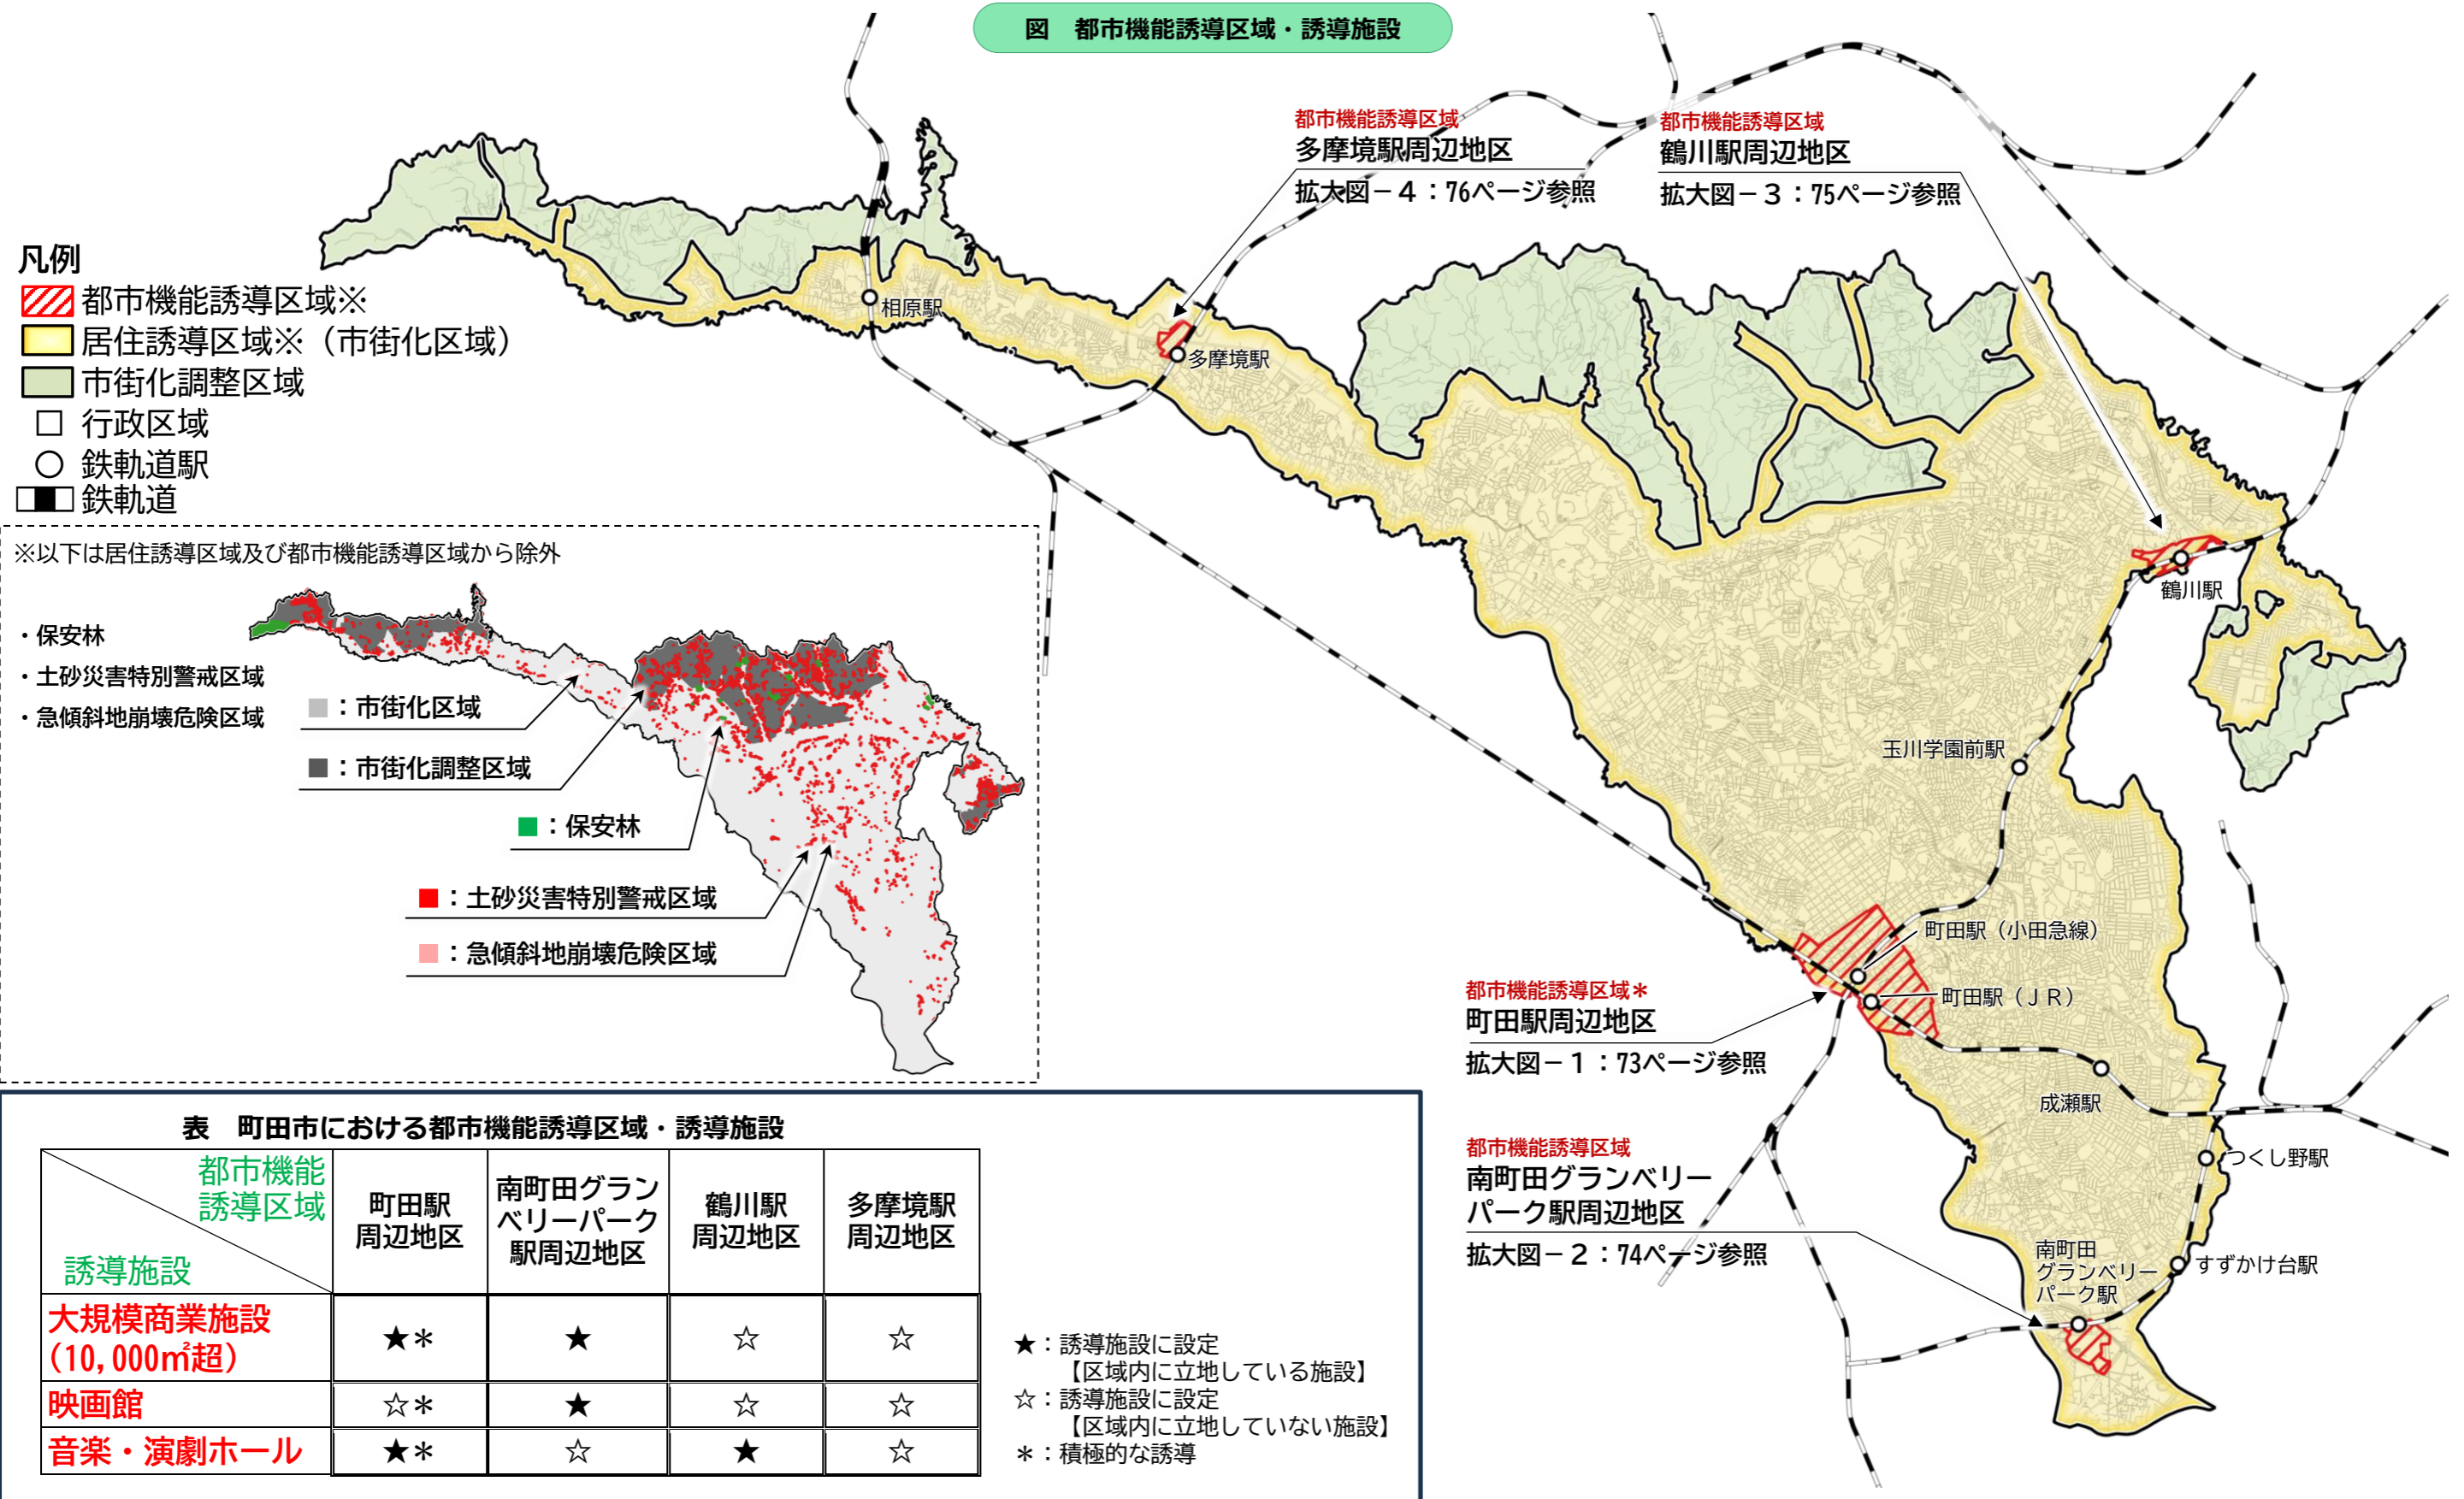 図　都市機能誘導区域・誘導施設
都市機能誘導区域
多摩境駅周辺地区
拡大図－４：76ページ参照
都市機能誘導区域
鶴川駅周辺地区
拡大図－３：75ページ参照
凡例
都市機能誘導区域※
居住誘導区域※（市街化区域）
市街化調整区域
行政区域
鉄軌道駅
鉄軌道
相原駅
多摩境駅
鶴川駅
玉川学園前駅
町田駅（小田急線）
町田駅（ＪＲ）
成瀬駅
つくし野駅
すずかけ台駅
南町田
グランベリー
パーク駅
※以下は居住誘導区域及び都市機能誘導区域から除外
・保安林
・土砂災害特別警戒区域
・急傾斜地崩壊危険区域
■：市街化区域
■：市街化調整区域
■：保安林
■：土砂災害特別警戒区域
■：急傾斜地崩壊危険区域
都市機能誘導区域＊
町田駅周辺地区
拡大図－１：73ページ参照
都市機能誘導区域
南町田グランベリー
パーク駅周辺地区
拡大図－２：74ページ参照
表　町田市における都市機能誘導区域・誘導施設
都市機能
誘導区域
誘導施設
町田駅
周辺地区
南町田グラン
ベリーパーク
駅周辺地区
鶴川駅
周辺地区
多摩境駅
周辺地区
大規模商業施設
（10,000㎡超）
★＊ ★ ☆ ☆
映画館 ☆＊ ★ ☆ ☆
音楽・演劇ホール ★＊ ☆ ★ ☆
★：誘導施設に設定
【区域内に立地している施設】
☆：誘導施設に設定
【区域内に立地していない施設】
＊：積極的な誘導